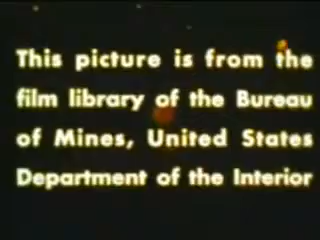 This picture is from the
film library of the Bureau
of Mines, United States
Department of the Interior